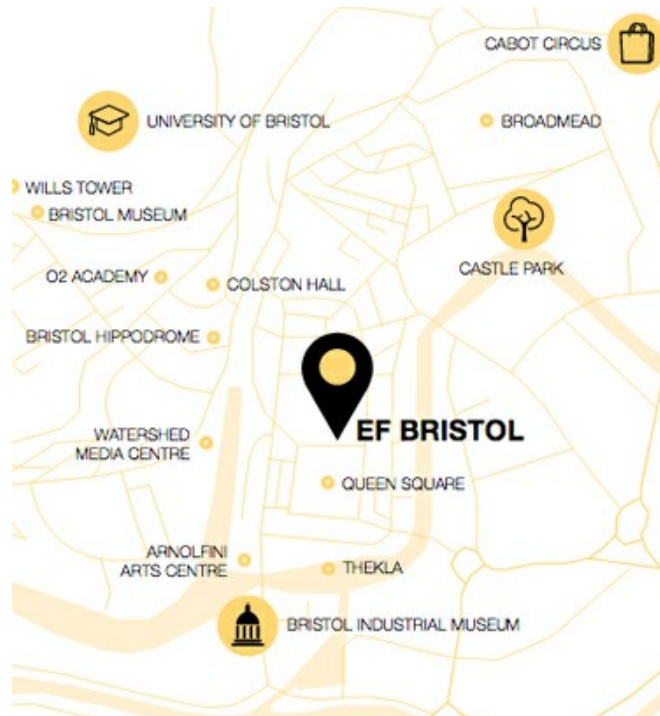 CABOT CIRCUS
UNIVERSITY OF BRISTOL
BROADMEAD
WILLS TOWER
BRISTOL MUSEUM
O2 ACADEMY
COLSTON HALL
CASTLE PARK
BRISTOL HIPPODROME
EF BRISTOL
WATERSHED
MEDIA CENTRE
QUEEN SQUARE
ARNOLFINI
ARTS CENTRE
THEKLA
BRISTOL INDUSTRIAL MUSEUM